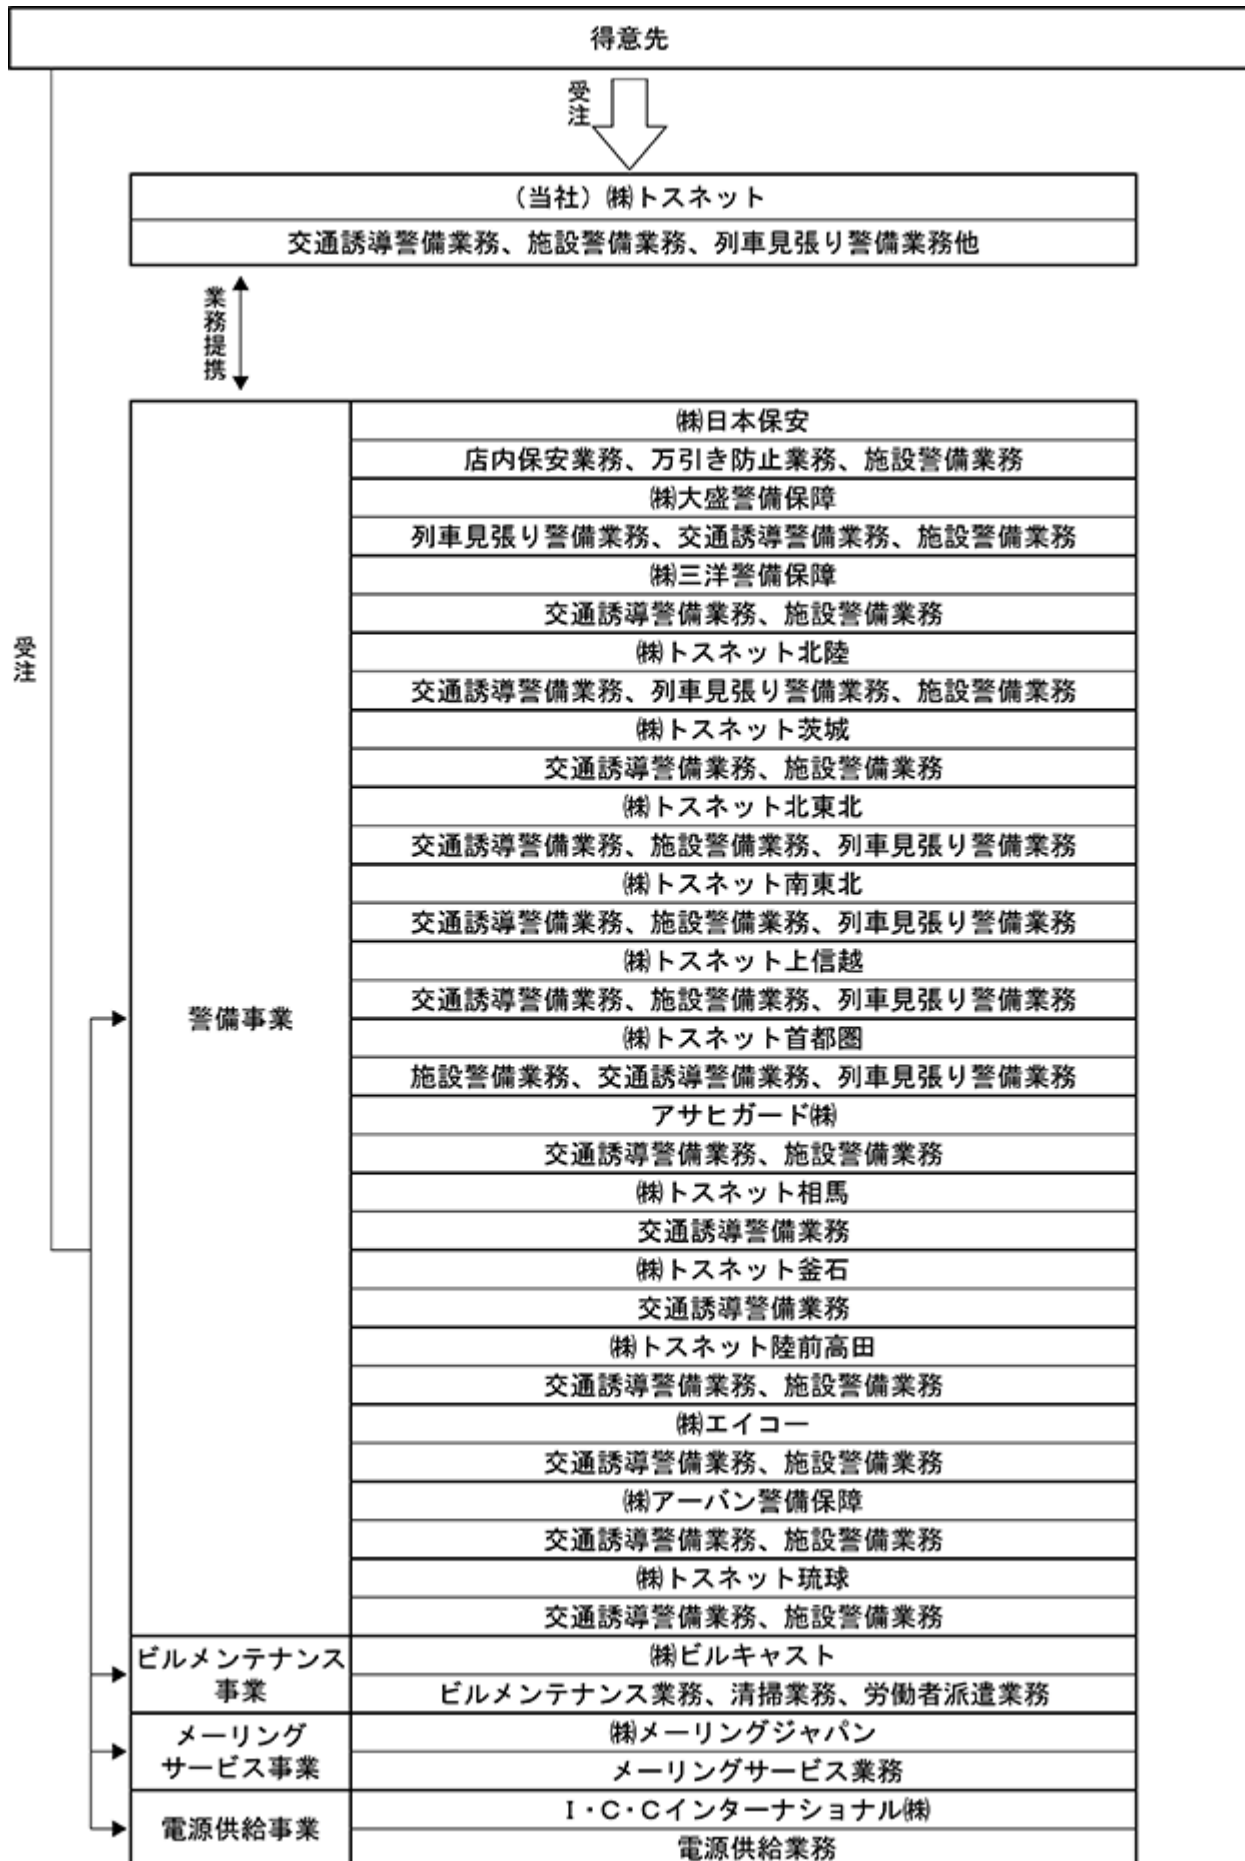 得意先
受注
(当社)㈱トスネット
交通誘導警備業務、施設警備業務、列車見張り警備業務他
業務提携
受注
警備事業
㈱日本保安
店内保安業務、万引き防止業務、施設警備業務
㈱大盛警備保障
列車見張り警備業務、交通誘導警備業務、施設警備業務
㈱三洋警備保障
交通誘導警備業務、施設警備業務
㈱トスネット北陸
交通誘導警備業務、列車見張り警備業務、施設警備業務
㈱トスネット茨城
交通誘導警備業務、施設警備業務
㈱トスネット北東北
交通誘導警備業務、施設警備業務、列車見張り警備業務
㈱トスネット南東北
交通誘導警備業務、施設警備業務、列車見張り警備業務
㈱トスネット上信越
交通誘導警備業務、施設警備業務、列車見張り警備業務
㈱トスネット首都圏
施設警備業務、交通誘導警備業務、列車見張り警備業務
アサヒガード㈱
交通誘導警備業務、施設警備業務
㈱トスネット相馬
交通誘導警備業務
㈱トスネット釜石
交通誘導警備業務
㈱トスネット陸前高田
交通誘導警備業務、施設警備業務
㈱エイコー
交通誘導警備業務、施設警備業務
㈱アーバン警備保障
交通誘導警備業務、施設警備業務
㈱トスネット琉球
交通誘導警備業務、施設警備業務
ビルメンテナンス
事業
㈱ビルキャスト
ビルメンテナンス業務、清掃業務、労働者派遣業務
メーリング
サービス事業
㈱メーリングジャパン
メーリングサービス業務
電源供給事業
I・C・Cインターナショナル㈱
電源供給業務